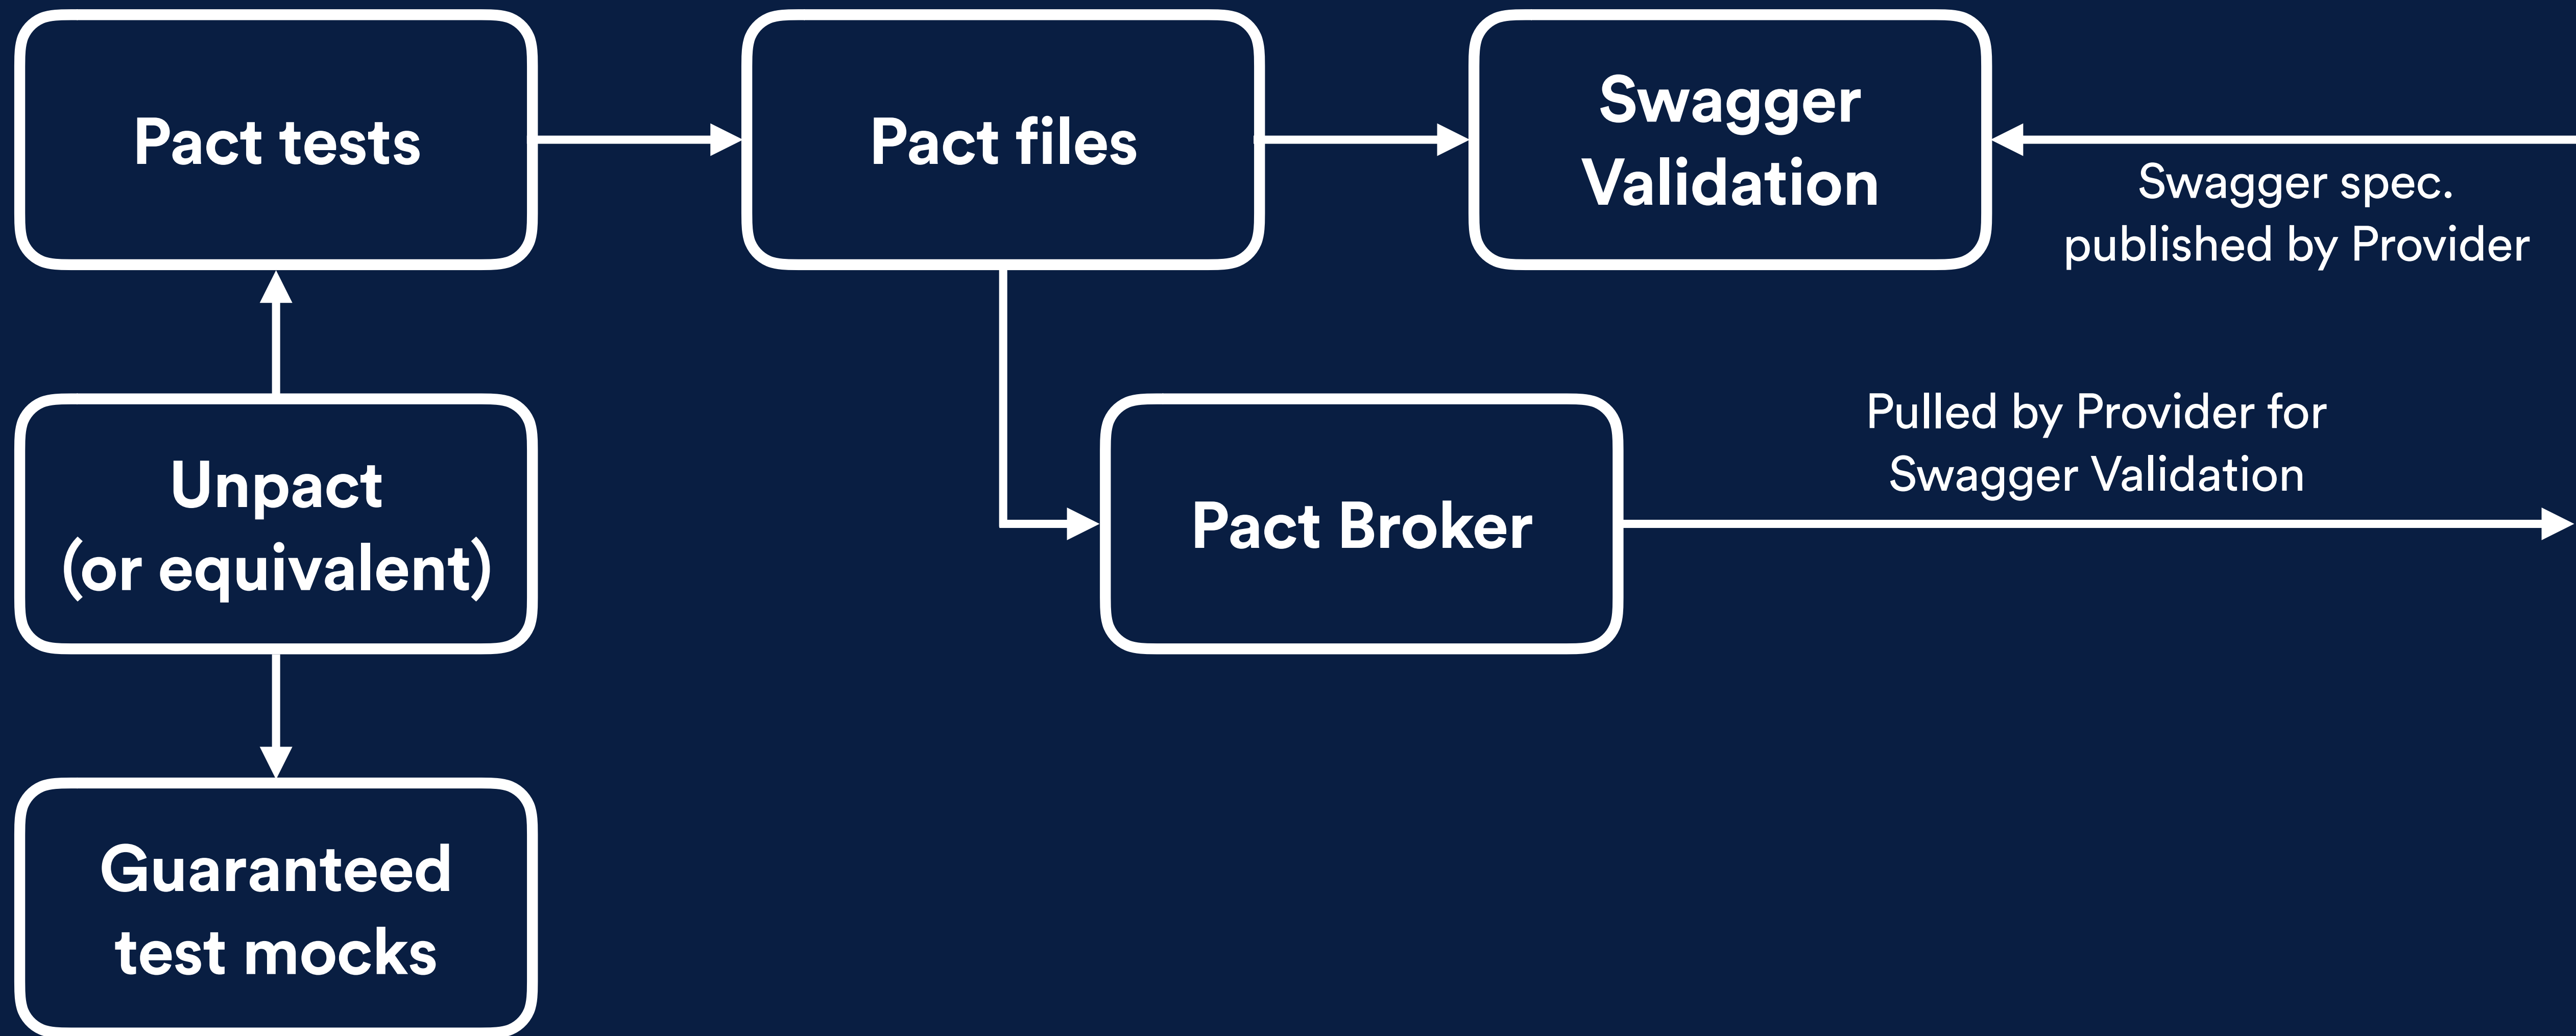 Pact tests
Pact files
Swagger
Validation
Swagger spec.
published by Provider
Unpact
(or equivalent)
Pact Broker
Pulled by Provider for
Swagger Validation
Guaranteed
test mocks